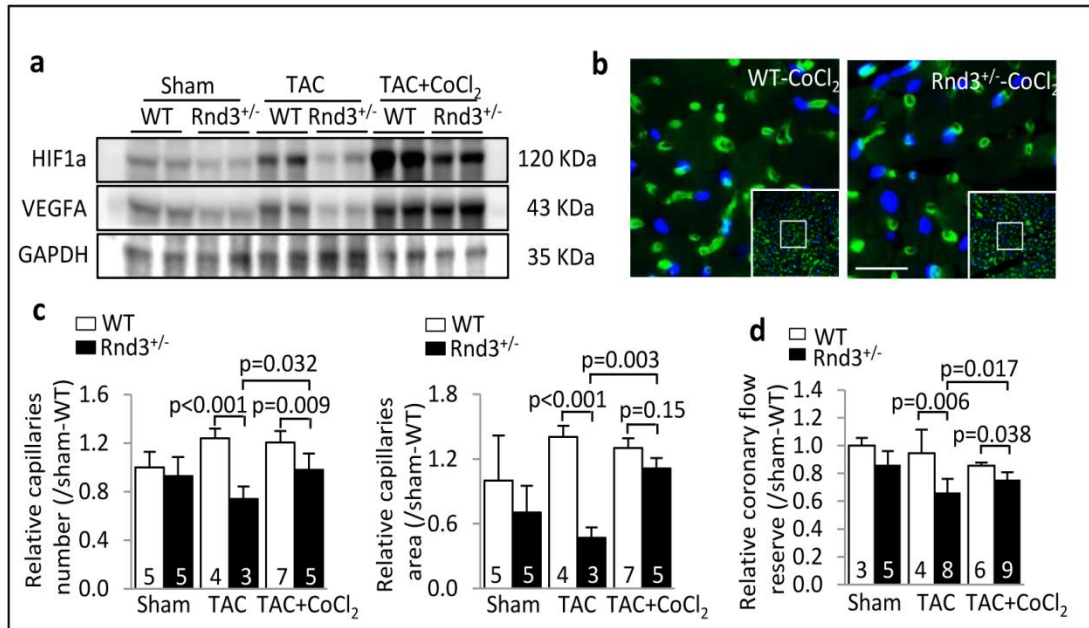 a
Sham TAC TAC+CoCl2
WT Rnd3+/- WT Rnd3+/- WT Rnd3+/-
HIF1a 120 KDa
VEGFA 43 KDa
GAPDH 35 KDa
b
WT-CoCl2
Rnd3+/--CoCl2
c
WT
Rnd3+/-
Relative capillaries
number (/sham-WT)
1.6
1.2
0.8
0.4
0.0
p<0.001
p=0.032
p=0.009
5 5 4 3 7 5
Sham TAC TAC+CoCl2
WT
Rnd3+/-
Relative capillaries
area (/sham-WT)
1.8
1.2
0.6
0.0
p<0.001
p=0.003
p=0.15
5 5 4 3 7 5
Sham TAC TAC+CoCl2
d
WT
Rnd3+/-
Relative coronary flow
reserve (/sham-WT)
1.4
1.2
1.0
0.8
0.6
0.4
0.2
0.0
p=0.017
p=0.006
p=0.038
3 5 4 8 6 9
Sham TAC TAC+CoCl2